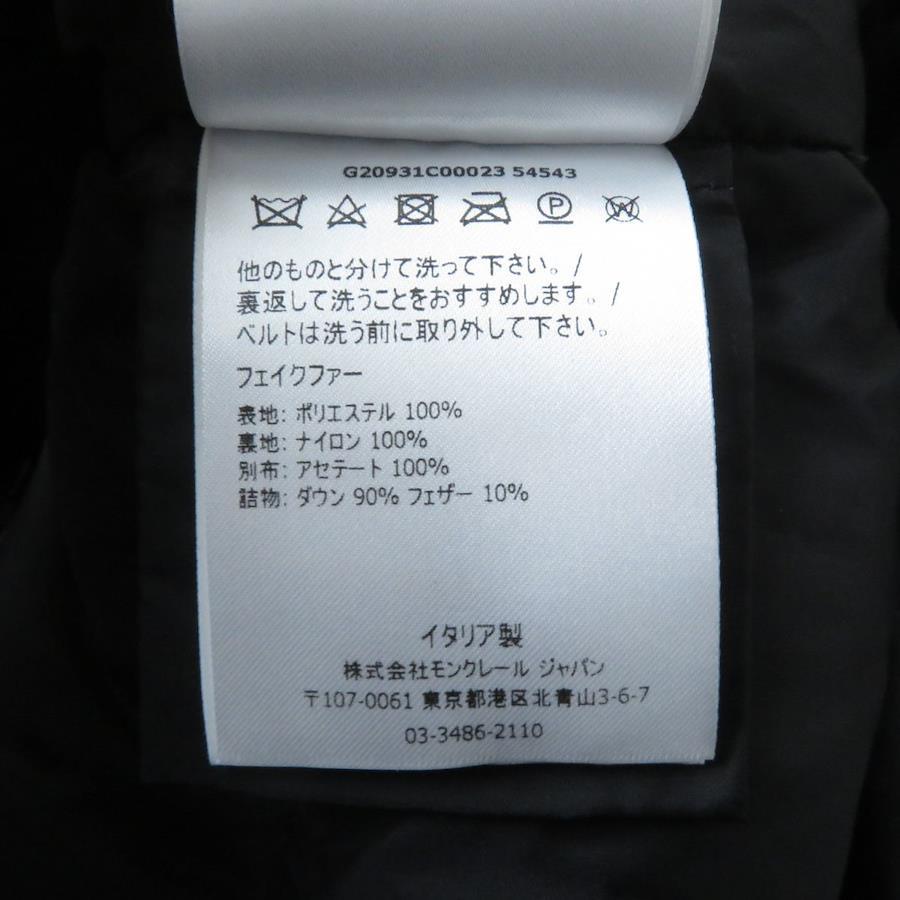 G20931C00023 54543
P W
他のものと分けて洗って下さい。/
裏返して洗うことをおすすめします。/
ベルトは洗う前に取り外して下さい。
フェイクファー
表地: ポリエステル 100%
裏地: ナイロン 100%
別布: アセテート 100%
詰物: ダウン 90% フェザー 10%
イタリア製
株式会社モンクレール ジャパン
〒107-0061 東京都港区北青山3-6-7
03-3486-2110